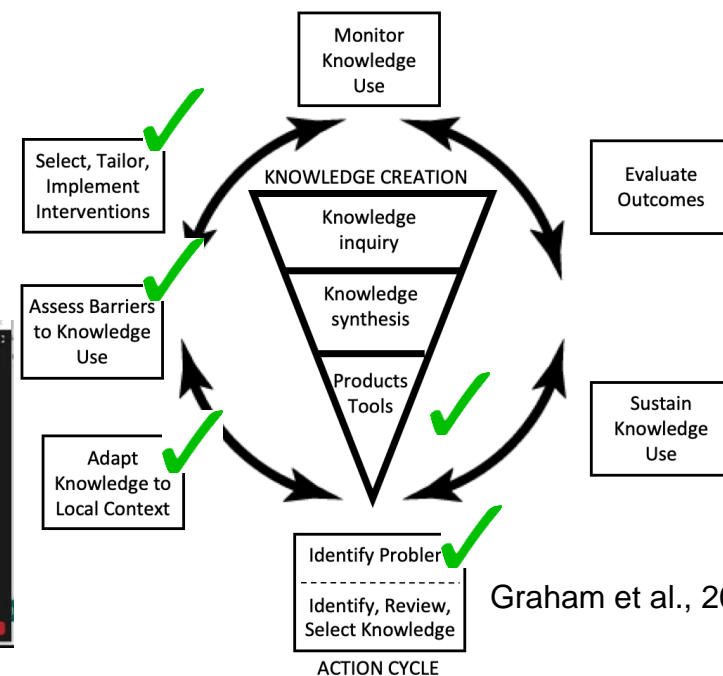 Monitor
Knowledge
Use
Select, Tailor,
Implement
Interventions
KNOWLEDGE CREATION
Evaluate
Outcomes
Knowledge
inquiry
Assess Barriers
to Knowledge
Use
Knowledge
synthesis
Products
Tools
Adapt
Knowledge to
Local Context
Sustain
Knowledge
Use
Identify
Identify, Review,
Select Knowledge
Graham et al.,
ACTION CYCLE